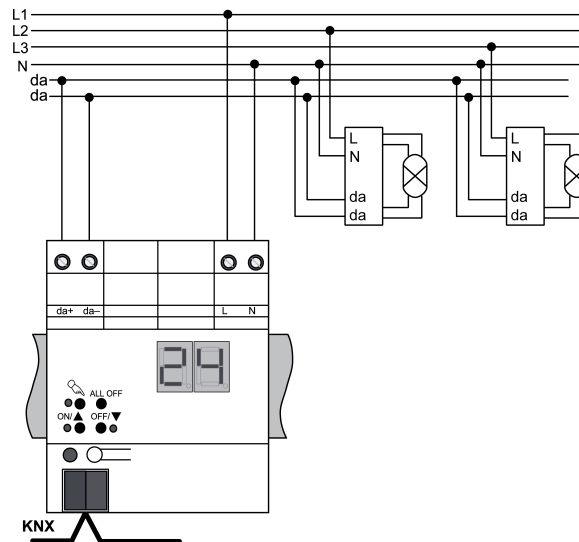 L1
L2
L3
N
da
da
L
N
da
da
L
N
da
da
da+ da– L N
24
ALL OFF
ON/▲ OFF/▼
KNX